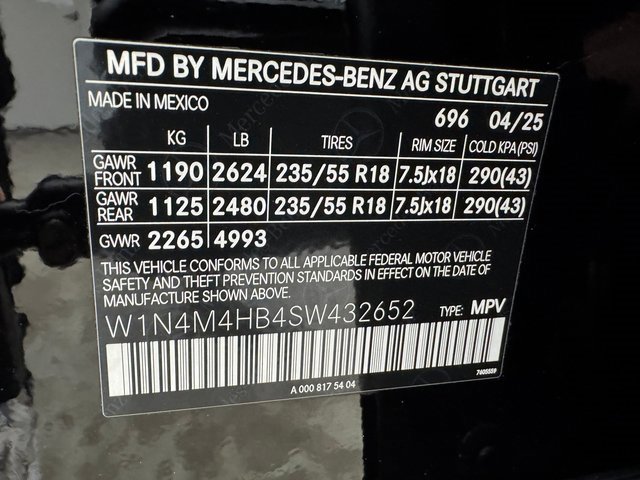 MFD BY MERCEDES-BENZ AG STUTTGART
MADE IN MEXICO 696 04/25
KG LB TIRES RIM SIZE COLD KPA (PSI)
GAWR FRONT 1190 2624 235/55 R18 7.5Jx18 290(43)
GAWR REAR 1125 2480 235/55 R18 7.5Jx18 290(43)
GVWR 2265 4993
THIS VEHICLE CONFORMS TO ALL APPLICABLE FEDERAL MOTOR VEHICLE
SAFETY AND THEFT PREVENTION STANDARDS IN EFFECT ON THE DATE OF
MANUFACTURE SHOWN ABOVE.
W1N4M4HB4SW432652 TYPE: MPV
A 000 817 54 04 7605559